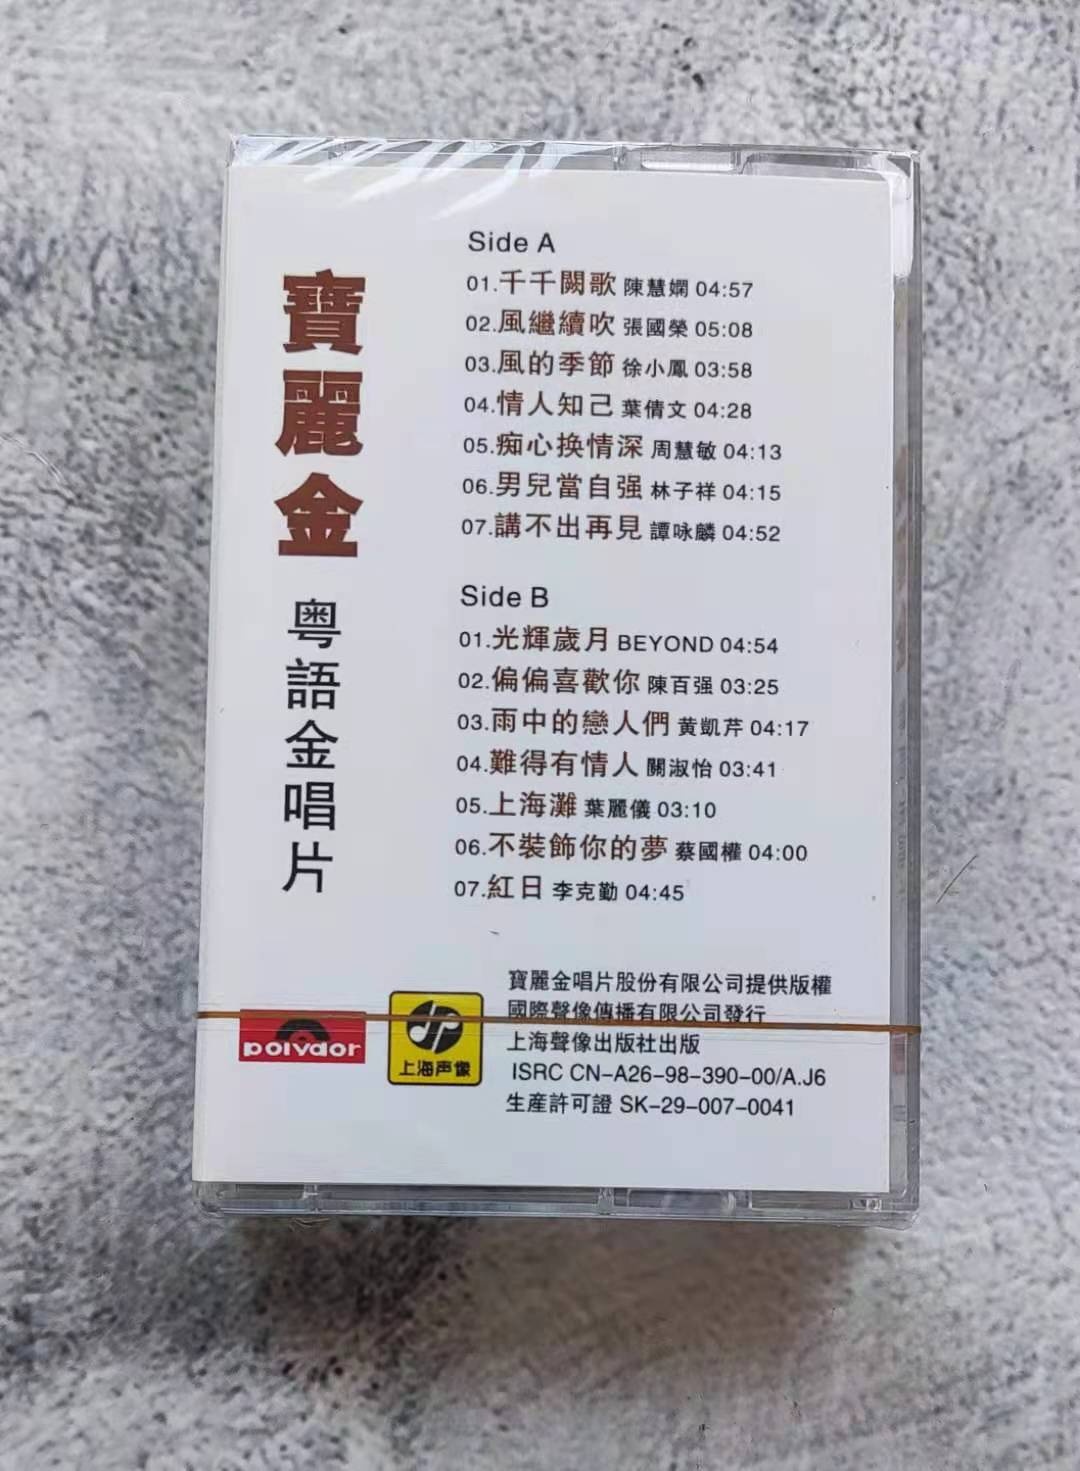 寶麗金
粤語金唱片
Side A
01.千千闕歌 陳慧嫻 04:57
02.風繼續吹 張國榮 05:08
03.風的季節 徐小鳳 03:58
04.情人知己 葉倩文 04:28
05.痴心换情深 周慧敏 04:13
06.男兒當自强 林子祥 04:15
07.講不出再見 譚咏麟 04:52
Side B
01.光輝歲月 BEYOND 04:54
02.偏偏喜歡你 陳百强 03:25
03.雨中的戀人們 黄凱芹 04:17
04.難得有情人 關淑怡 03:41
05.上海灘 葉麗儀 03:10
06.不裝飾你的夢 蔡國權 04:00
07.紅日 李克勤 04:45
polydor
上海声像
寶麗金唱片股份有限公司提供版權
國際聲像傳播有限公司發行
上海聲像出版社出版
ISRC CN-A26-98-390-00/A.J6
生産許可證 SK-29-007-0041